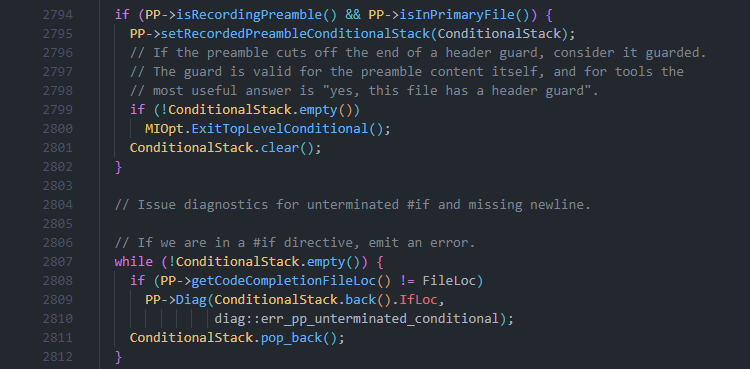 2794 if (PP->isRecordingPreamble() && PP->isInPrimaryFile()) {
2795 PP->setRecordedPreambleConditionalStack(ConditionalStack);
2796 // If the preamble cuts off the end of a header guard, consider it guarded.
2797 // The guard is valid for the preamble content itself, and for tools the
2798 // most useful answer is "yes, this file has a header guard".
2799 if (!ConditionalStack.empty())
2800 MIOpt.ExitTopLevelConditional();
2801 ConditionalStack.clear();
2802 }
2803
2804 // Issue diagnostics for unterminated #if and missing newline.
2805
2806 // If we are in a #if directive, emit an error.
2807 while (!ConditionalStack.empty()) {
2808 if (PP->getCodeCompletionFileLoc() != FileLoc)
2809 PP->Diag(ConditionalStack.back().IfLoc,
2810 diag::err_pp_unterminated_conditional);
2811 ConditionalStack.pop_back();
2812 }